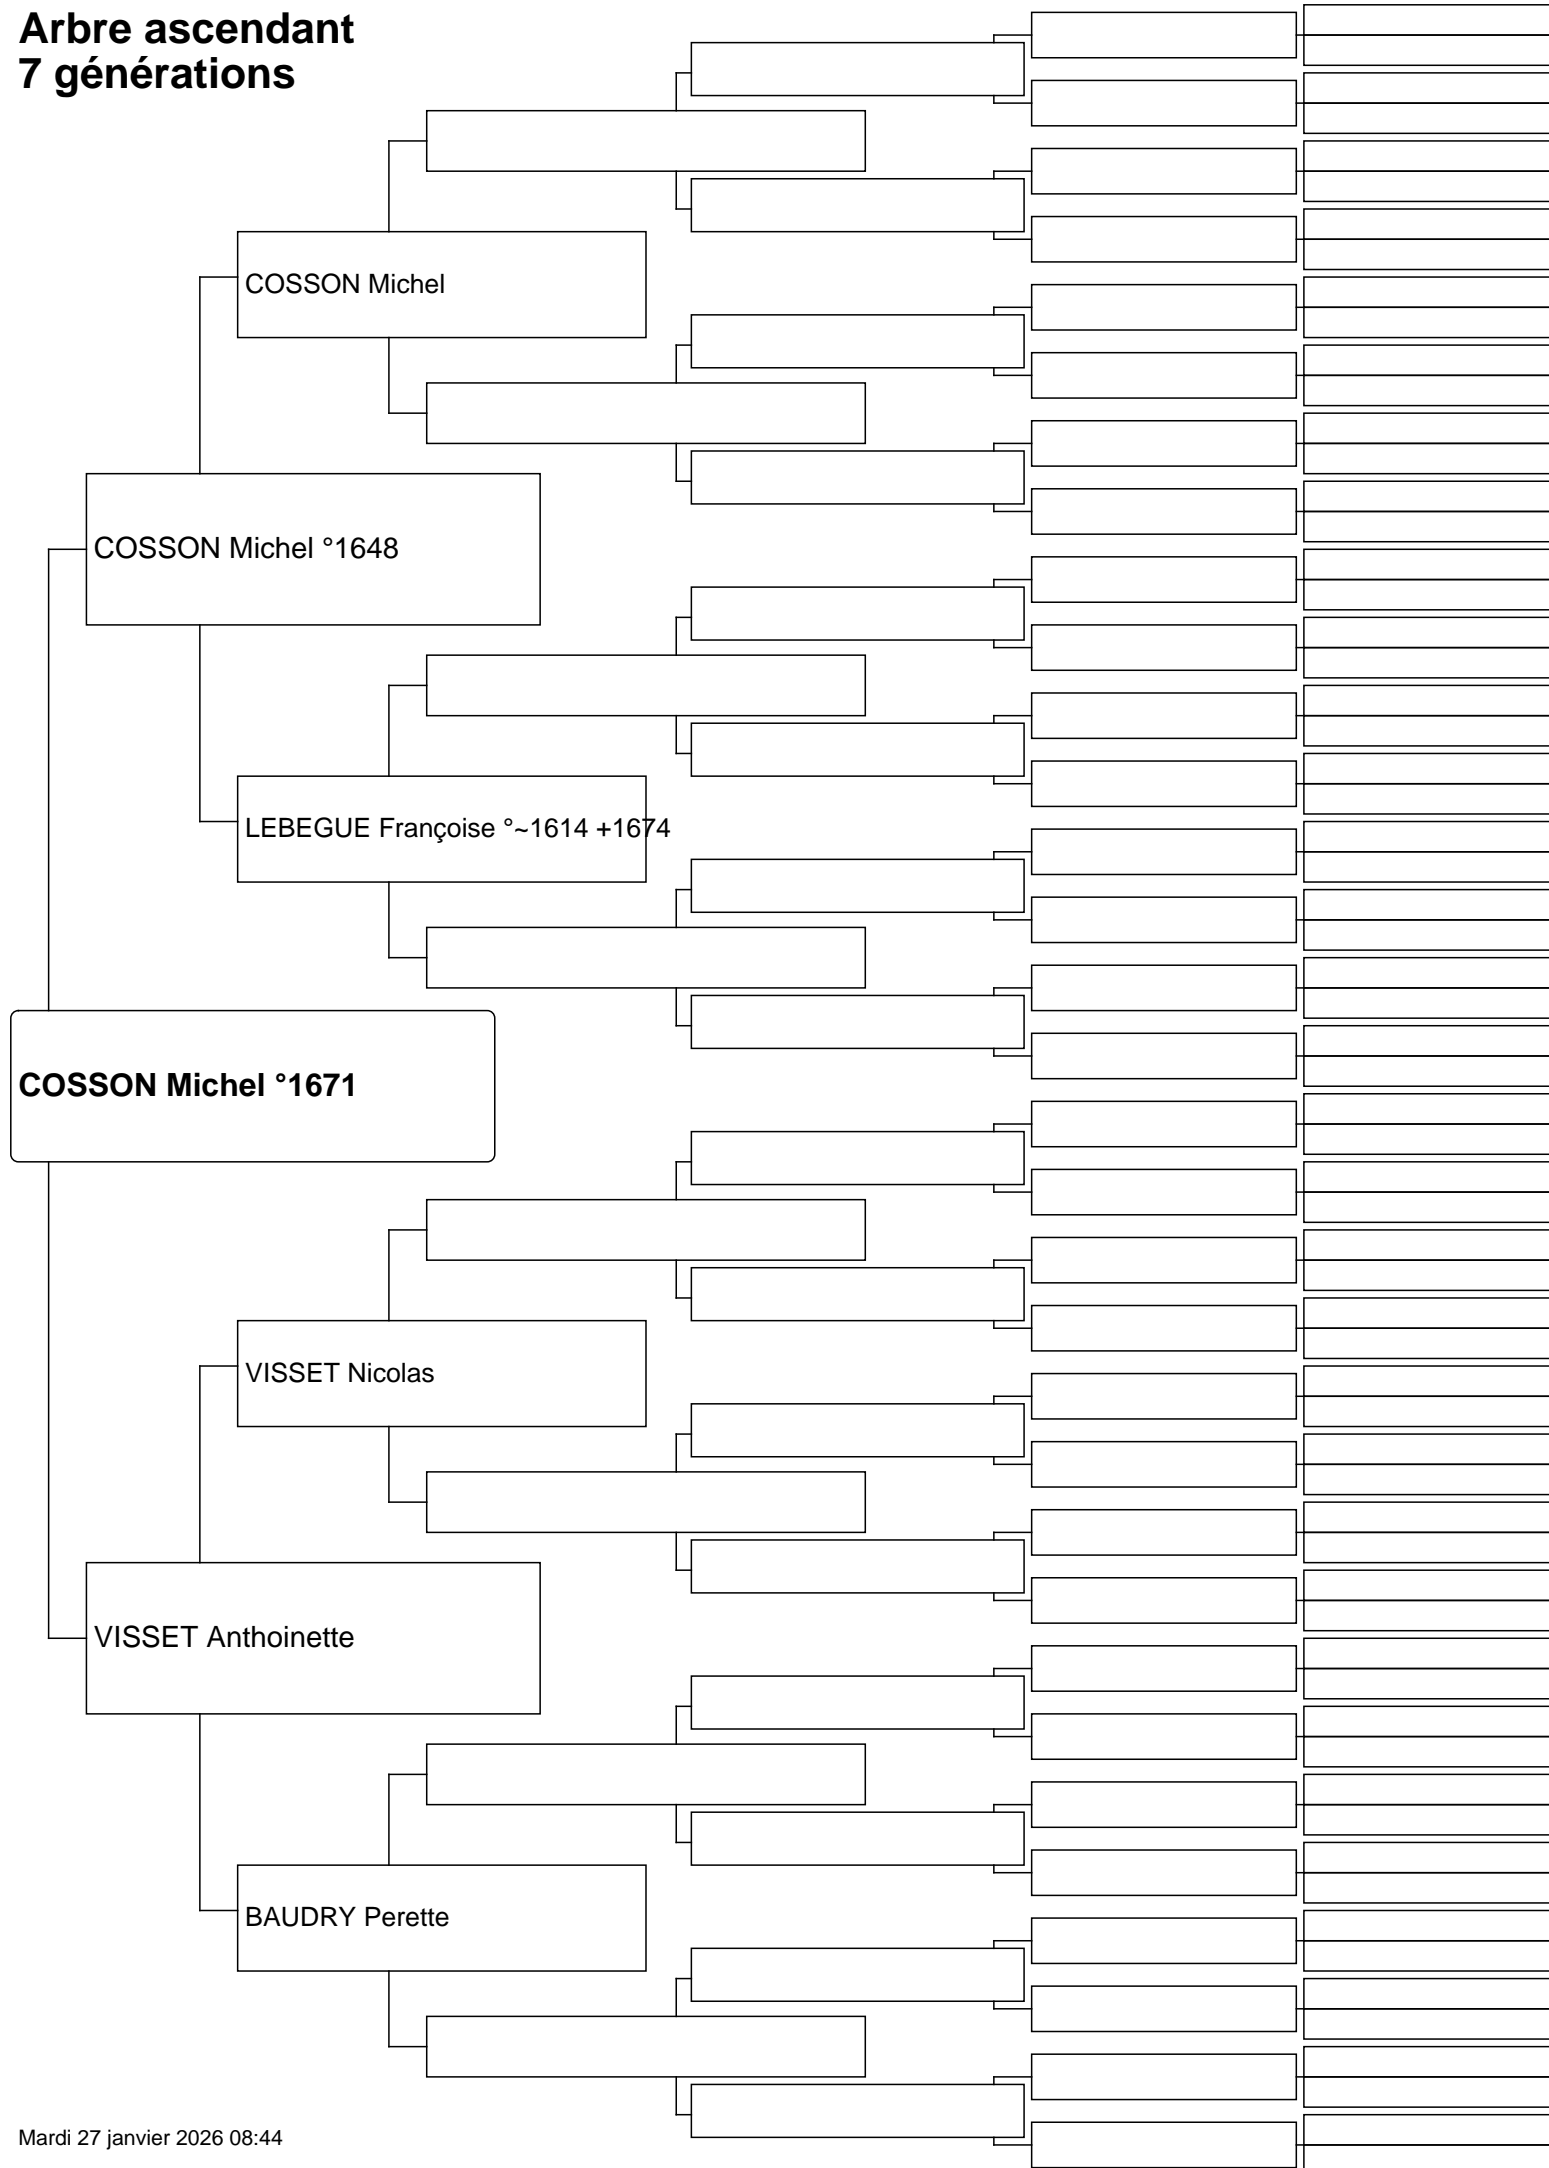 Arbre ascendant
7 générations
COSSON Michel
COSSON Michel °1648
LEBEGUE Françoise °~1614 +1674
COSSON Michel °1671
VISSET Nicolas
VISSET Anthoinette
BAUDRY Perette
Mardi 27 janvier 2026 08:44